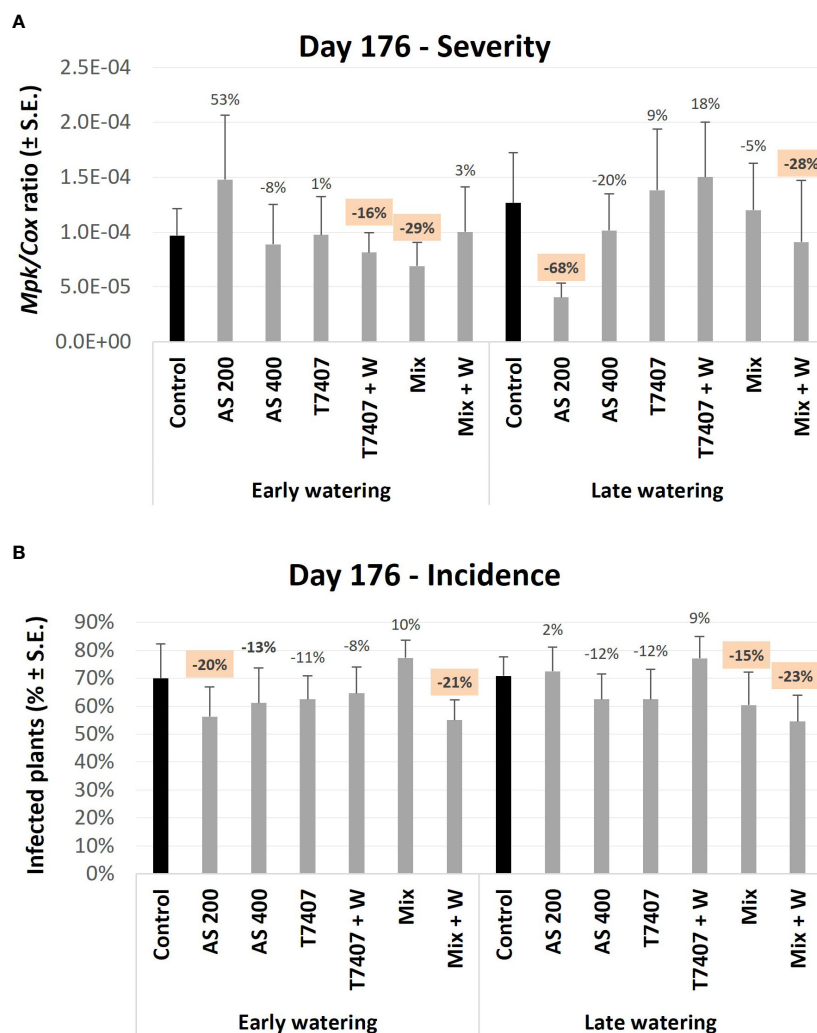 A
Day 176 - Severity
Mpk/Cox ratio (± S.E.)
2.5E-04
2.0E-04
1.5E-04
1.0E-04
5.0E-05
0.0E+00
53%
-8%
1%
-16%
-29%
3%
-68%
-20%
9%
18%
-5%
-28%
Control
AS 200
AS 400
T7407
T7407 + W
Mix
Mix + W
Control
AS 200
AS 400
T7407
T7407 + W
Mix
Mix + W
Early watering
Late watering
B
Day 176 - Incidence
Infected plants (% ± S.E.)
90%
80%
70%
60%
50%
40%
30%
20%
10%
0%
-20%
-13%
-11%
-8%
10%
-21%
2%
-12%
-12%
9%
-15%
-23%
Control
AS 200
AS 400
T7407
T7407 + W
Mix
Mix + W
Control
AS 200
AS 400
T7407
T7407 + W
Mix
Mix + W
Early watering
Late watering